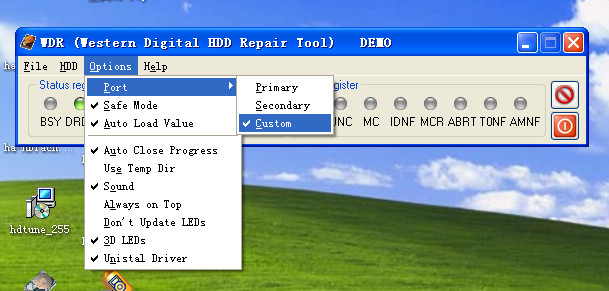 WDR (Western Digital HDD Repair Tool) DEMO
File HDD Options Help
Status reg
gister
BSY DRD
UNC MC IDNF MCR ABRT TONF AMNF
Port
Safe Mode
Auto Load Value
Auto Close Progress
Use Temp Dir
Sound
Always on Top
Don't Update LEDs
3D LEDs
Unistal Driver
Primary
Secondary
Custom
hdtune_255